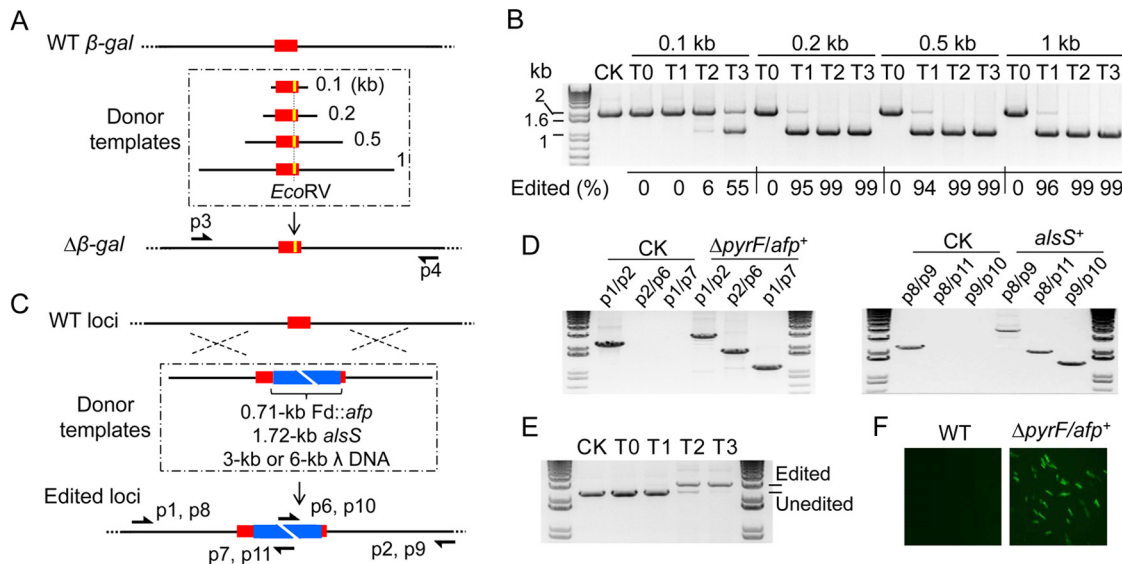 A
WT β-gal
Donor
templates
0.1 (kb)
0.2
0.5
1
EcoRV
p3
Δβ-gal
p4
B
0.1 kb 0.2 kb 0.5 kb 1 kb
kb CK T0 T1 T2 T3 T0 T1 T2 T3 T0 T1 T2 T3 T0 T1 T2 T3
2
1.6
1
Edited (%) 0 0 6 55 0 95 99 99 0 94 99 99 0 96 99 99
C
WT loci
Donor
templates
0.71-kb Fd::afp
1.72-kb alsS
3-kb or 6-kb λ DNA
Edited loci
p1, p8
p6, p10
p7, p11
p2, p9
D
CK ΔpyrF/afp⁺
p1/p2 p2/p6 p1/p7 p1/p2 p2/p6 p1/p7
CK alsS⁺
p8/p9 p8/p11 p9/p10 p8/p9 p8/p11 p9/p10
E
CK T0 T1 T2 T3
Edited
Unedited
F
WT ΔpyrF/afp⁺